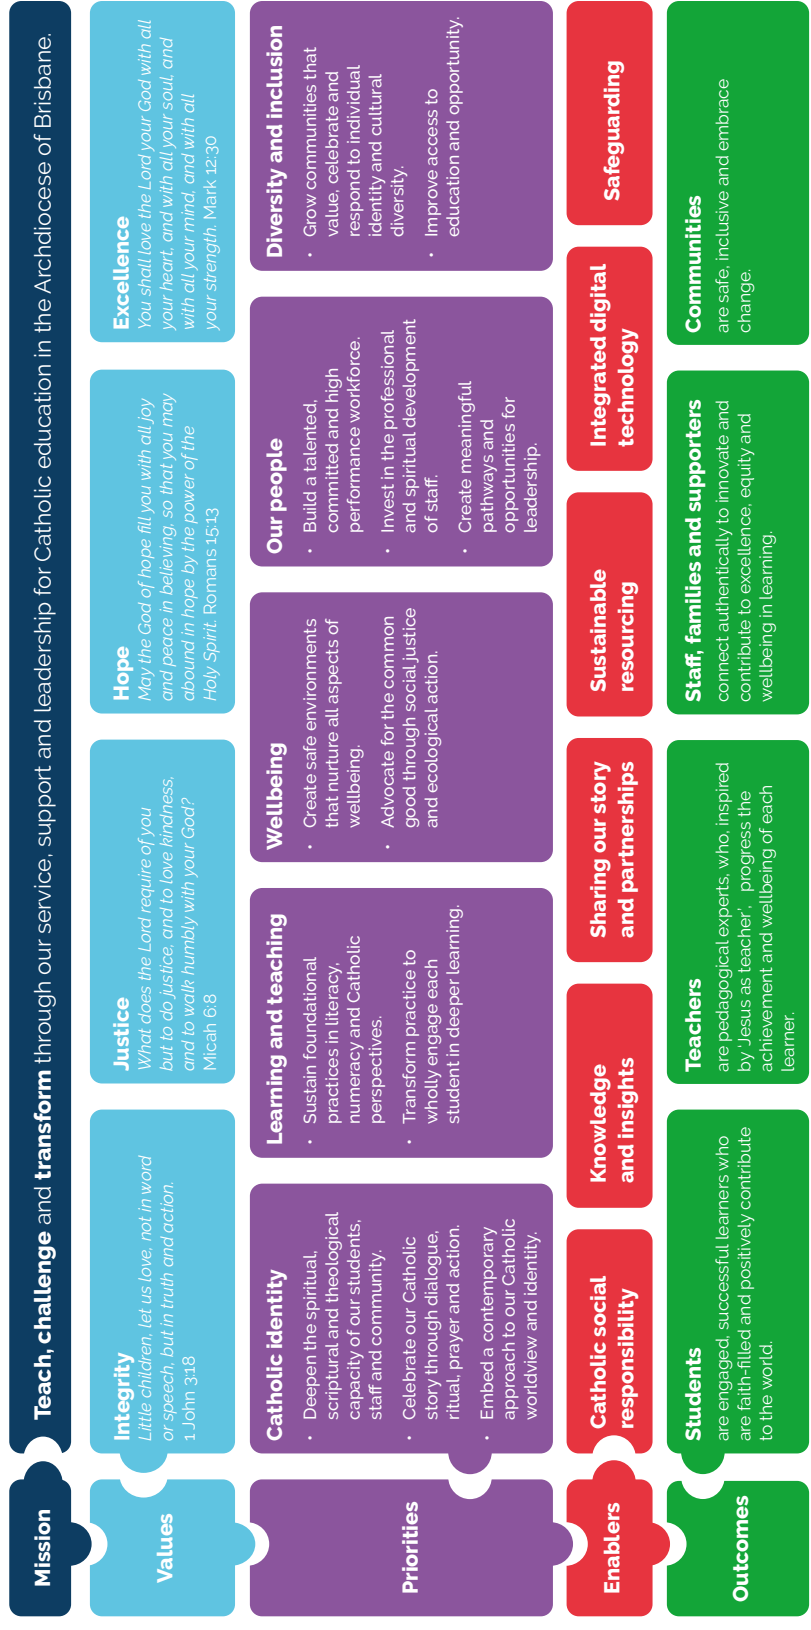 Mission
Teach, challenge and transform through our service, support and leadership for Catholic education in the Archdiocese of Brisbane.
Values
Integrity
Little children, let us love, not in word
or speech, but in truth and action.
1 John 3:18
Justice
What does the Lord require of you
but to do justice, and to love kindness,
and to walk humbly with your God?
Micah 6:8
Hope
May the God of hope fill you with all joy
and peace in believing, so that you may
abound in hope by the power of the
Holy Spirit. Romans 15:13
Excellence
You shall love the Lord your God with all
your heart, and with all your soul, and
with all your mind, and with all
your strength. Mark 12:30
Priorities
Catholic identity
• Deepen the spiritual,
scriptural and theological
capacity of our students,
staff and community.
• Celebrate our Catholic
story through dialogue,
ritual, prayer and action.
• Embed a contemporary
approach to our Catholic
worldview and identity.
Learning and teaching
• Sustain foundational
practices in literacy,
numeracy and Catholic
perspectives.
• Transform practice to
wholly engage each
student in deeper learning.
Wellbeing
• Create safe environments
that nurture all aspects of
wellbeing.
• Advocate for the common
good through social justice
and ecological action.
Our people
• Build a talented,
committed and high
performance workforce.
• Invest in the professional
and spiritual development
of staff.
• Create meaningful
pathways and
opportunities for
leadership.
Diversity and inclusion
• Grow communities that
value, celebrate and
respond to individual
identity and cultural
diversity.
• Improve access to
education and opportunity.
Enablers
Catholic social
responsibility
Knowledge
and insights
Sharing our story
and partnerships
Sustainable
resourcing
Integrated digital
technology
Safeguarding
Outcomes
Students
are engaged, successful learners who
are faith-filled and positively contribute
to the world.
Teachers
are pedagogical experts, who, inspired
by 'Jesus as teacher', progress the
achievement and wellbeing of each
learner.
Staff, families and supporters
connect authentically to innovate and
contribute to excellence, equity and
wellbeing in learning.
Communities
are safe, inclusive and embrace
change.